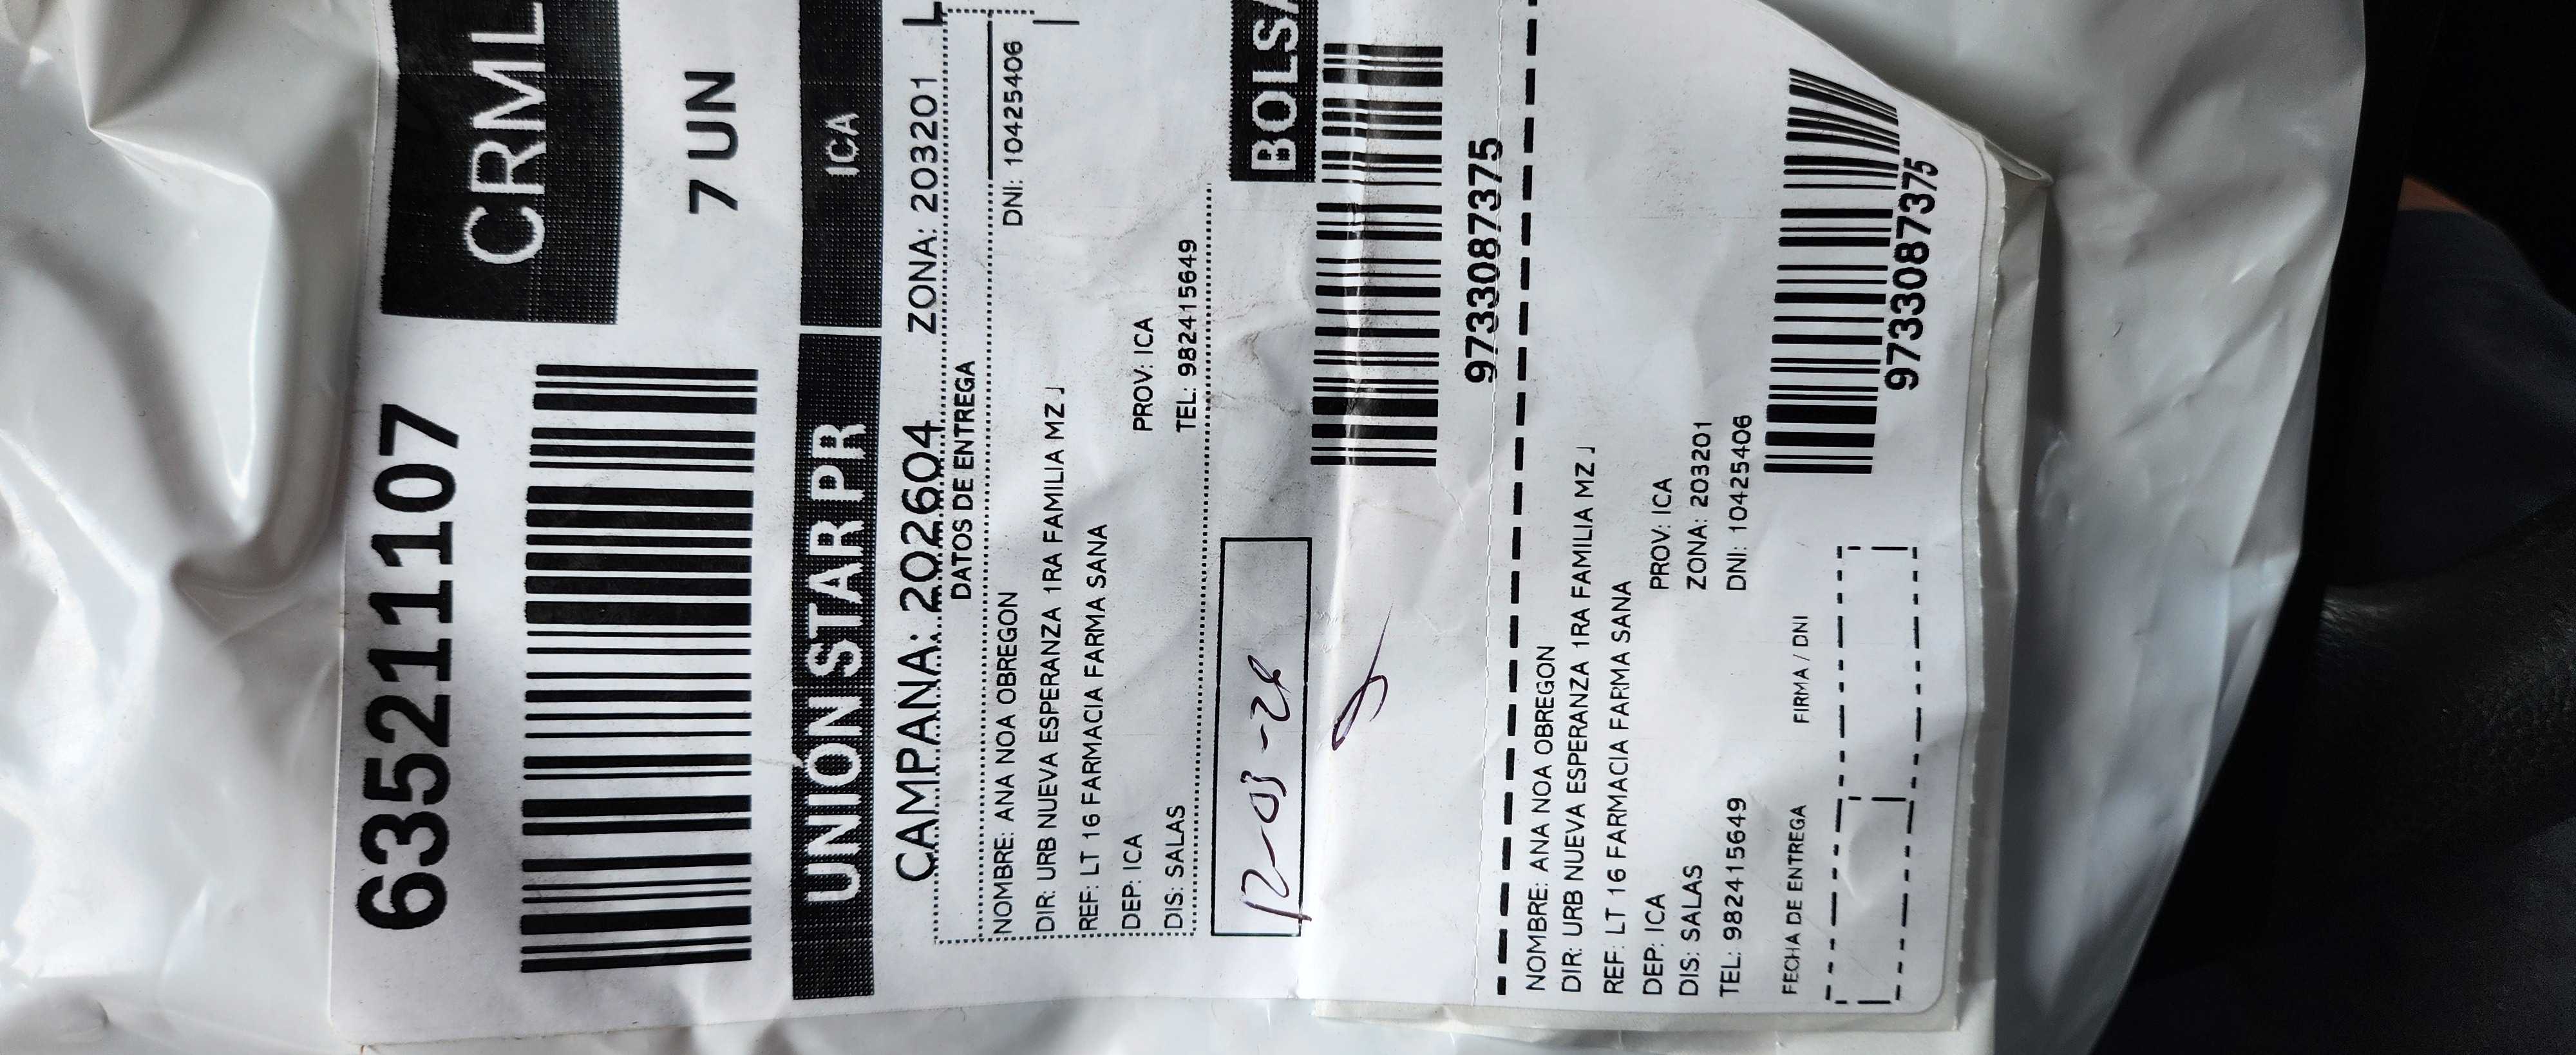 635211107
CRML
7 UN
UNIÓN STAR PR
ICA
CAMPANA: 202604 ZONA: 203201 L
DATOS DE ENTREGA
NOMBRE: ANA NOA OBREGON
DNI: 10425406
DIR: URB NUEVA ESPERANZA 1RA FAMILIA MZ J
REF: LT 16 FARMACIA FARMA SANA
DEP: ICA PROV: ICA
DIS: SALAS TEL: 982415649
BOLSA
12-03-26
9733087375
NOMBRE: ANA NOA OBREGON
DIR: URB NUEVA ESPERANZA 1RA FAMILIA MZ J
REF: LT 16 FARMACIA FARMA SANA
DEP: ICA PROV: ICA
DIS: SALAS ZONA: 203201
TEL: 982415649 DNI: 10425406
FECHA DE ENTREGA FIRMA / DNI
9733087375